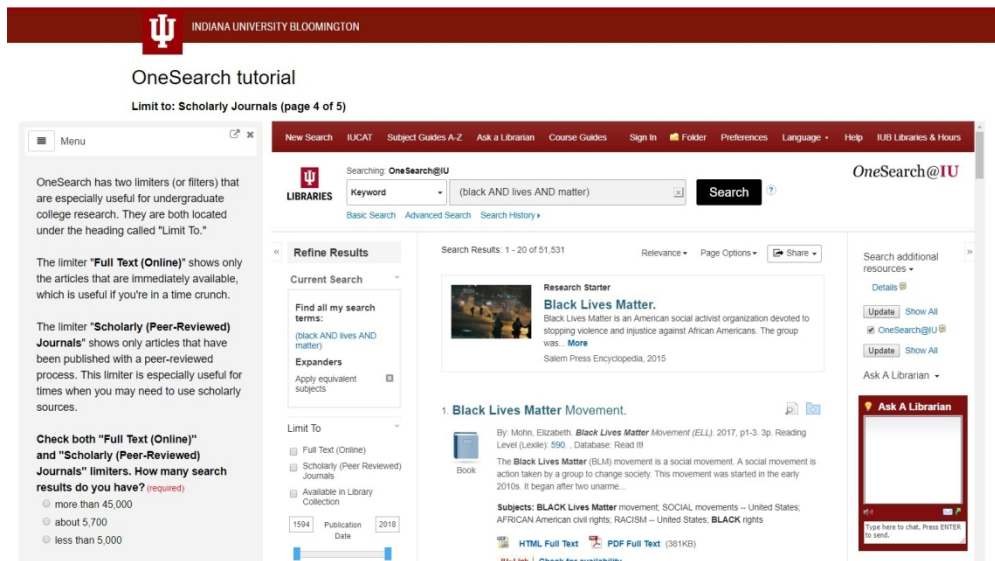 INDIANA UNIVERSITY BLOOMINGTON
OneSearch tutorial
Limit to: Scholarly Journals (page 4 of 5)
Menu
OneSearch has two limiters (or filters) that
are especially useful for undergraduate
college research. They are both located
under the heading called "Limit To."
The limiter "Full Text (Online)" shows only
the articles that are immediately available,
which is useful if you're in a time crunch.
The limiter "Scholarly (Peer-Reviewed)
Journals" shows only articles that have
been published with a peer-reviewed
process. This limiter is especially useful for
times when you may need to use scholarly
sources.
Check both "Full Text (Online)"
and "Scholarly (Peer-Reviewed)
Journals" limiters. How many search
results do you have? (required)
more than 45,000
about 5,700
less than 5,000
New Search IUCAT Subject Guides A-Z Ask a Librarian Course Guides Sign In Folder Preferences Language Help IUB Libraries & Hours
LIBRARIES
Searching: OneSearch@IU
Keyword (black AND lives AND matter) Search
Basic Search Advanced Search Search History
OneSearch@IU
Refine Results
Current Search
Find all my search
terms:
(black AND lives AND
matter)
Expanders
Apply equivalent
subjects
Limit To
Full Text (Online)
Scholarly (Peer Reviewed)
Journals
Available in Library
Collection
1594 Publication 2018
Date
Search Results: 1 - 20 of 51,531 Relevance Page Options Share
Research Starter
Black Lives Matter.
Black Lives Matter is an American social activist organization devoted to
stopping violence and injustice against African Americans. The group
was... More
Salem Press Encyclopedia, 2015
1. Black Lives Matter Movement.
Book
By: Mohn, Elizabeth. Black Lives Matter Movement (ELL). 2017, p1-3. 3p. Reading
Level (Lexile): 590. , Database: Read It!
The Black Lives Matter (BLM) movement is a social movement. A social movement is
action taken by a group to change society. This movement was started in the early
2010s. It began after two unarme...
Subjects: BLACK Lives Matter movement; SOCIAL movements -- United States;
AFRICAN American civil rights; RACISM -- United States; BLACK rights
HTML Full Text PDF Full Text (381KB)
IU-Link Check for availability
Search additional
resources
Details
Update Show All
OneSearch@IU
Update Show All
Ask A Librarian
Ask A Librarian
Type here to chat. Press ENTER
to send.